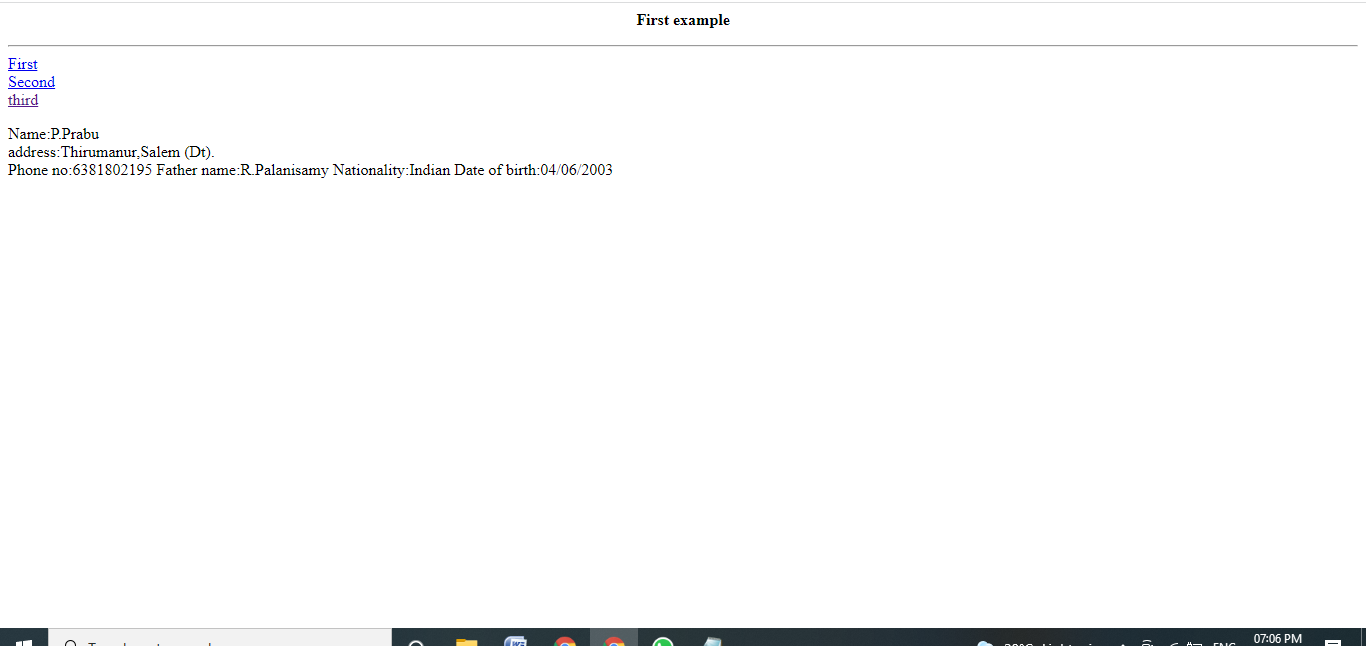 First example
First
Second
third
Name:P.Prabu
address:Thirumanur,Salem (Dt).
Phone no:6381802195 Father name:R.Palanisamy Nationality:Indian Date of birth:04/06/2003
07:06 PM